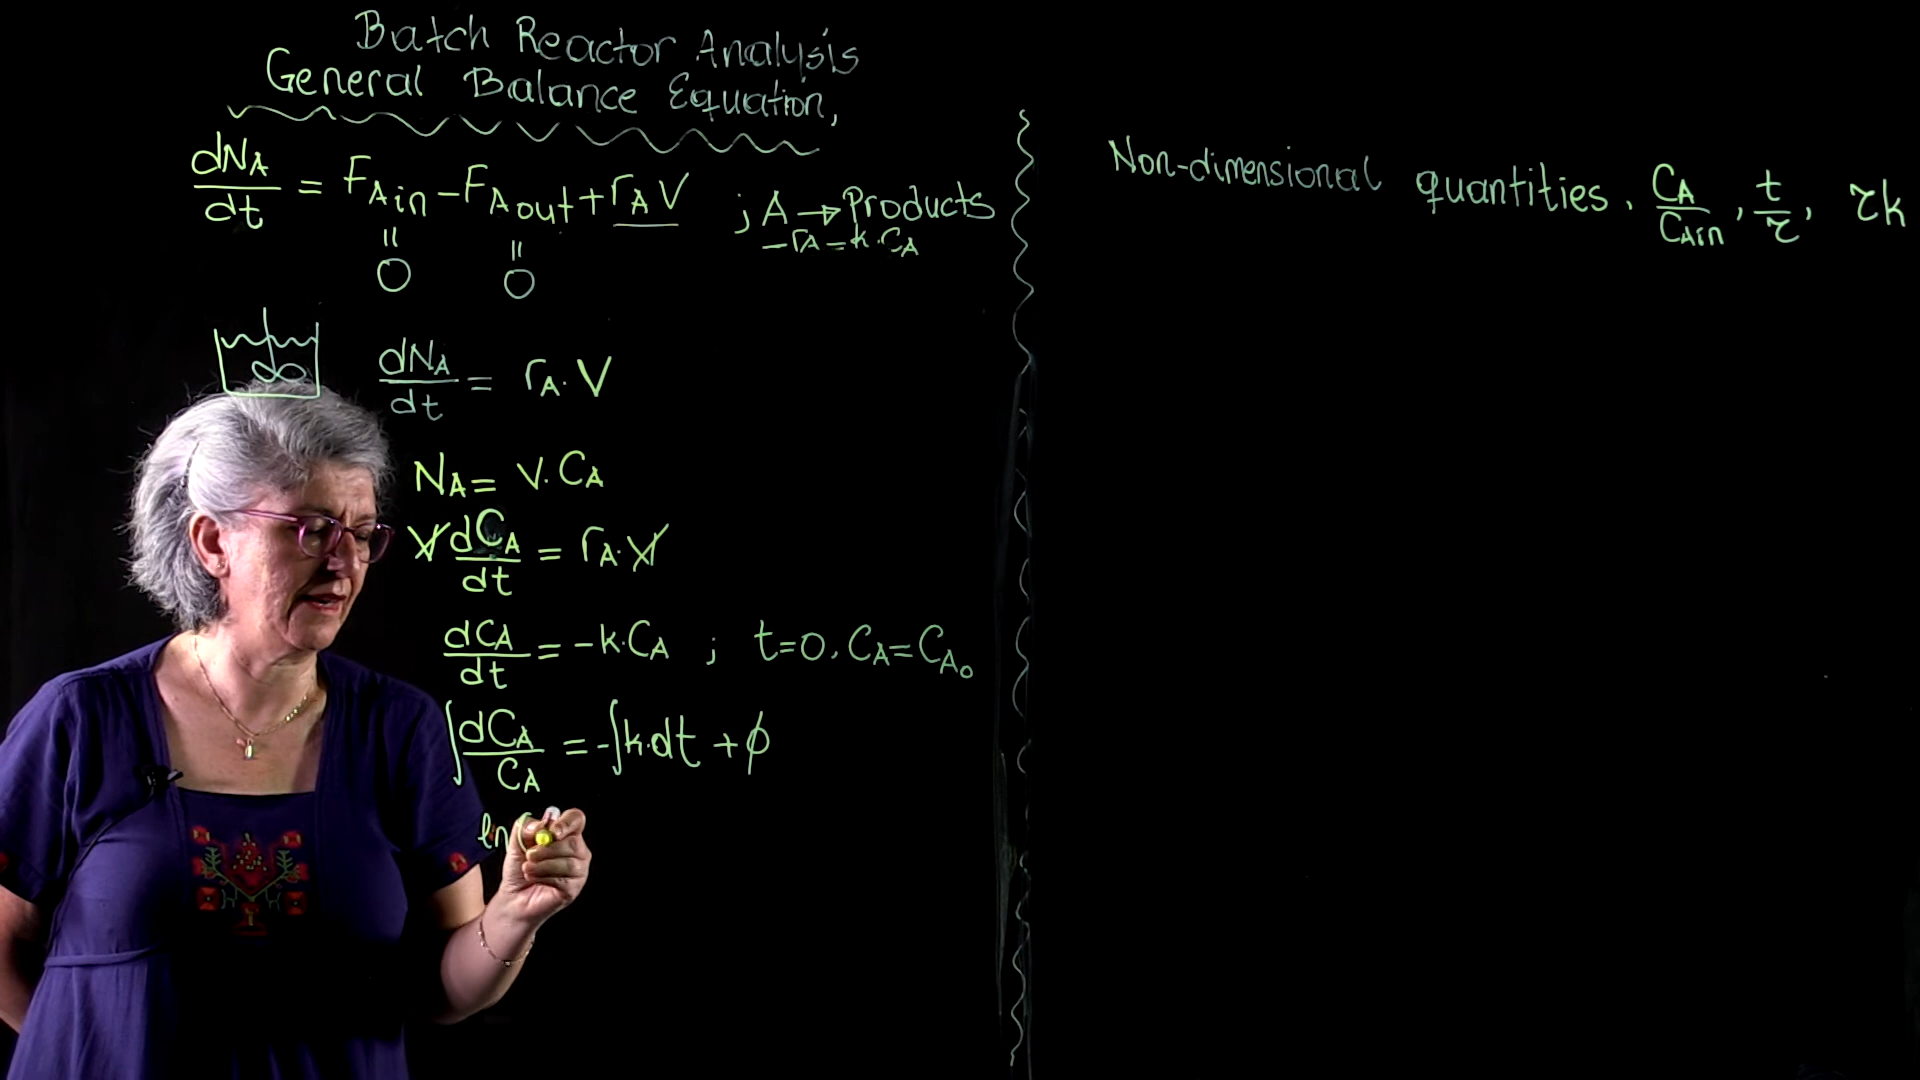 Batch Reactor Analysis
General Balance Equation,
dNA/dt = FAin - FAout + rAV ; A → Products
-rA = k·CA
= 0 = 0
dNA/dt = rA·V
NA = V·CA
V dCA/dt = rA·V
dCA/dt = -k·CA ; t=0, CA=CA0
∫dCA/CA = -∫k·dt + ϕ
ln
Non-dimensional quantities, CA/CAin, t/τ, τk